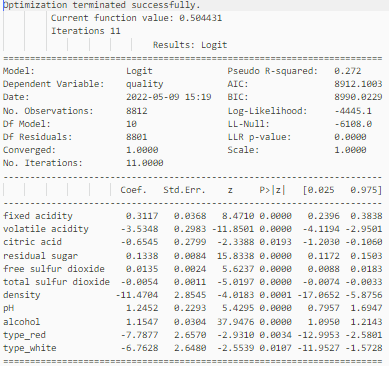 Optimization terminated successfully.
Current function value: 0.504431
Iterations 11
Results: Logit
Model: Logit Pseudo R-squared: 0.272
Dependent Variable: quality AIC: 8912.1003
Date: 2022-05-09 15:19 BIC: 8990.0229
No. Observations: 8812 Log-Likelihood: -4445.1
Df Model: 10 LL-Null: -6108.0
Df Residuals: 8801 LLR p-value: 0.0000
Converged: 1.0000 Scale: 1.0000
No. Iterations: 11.0000
Coef. Std.Err. z P>|z| [0.025 0.975]
fixed acidity 0.3117 0.0368 8.4710 0.0000 0.2396 0.3838
volatile acidity -3.5348 0.2983 -11.8501 0.0000 -4.1194 -2.9501
citric acid -0.6545 0.2799 -2.3388 0.0193 -1.2030 -0.1060
residual sugar 0.1338 0.0084 15.8338 0.0000 0.1172 0.1503
free sulfur dioxide 0.0135 0.0024 5.6237 0.0000 0.0088 0.0183
total sulfur dioxide -0.0054 0.0011 -5.0197 0.0000 -0.0074 -0.0033
density -11.4704 2.8545 -4.0183 0.0001 -17.0652 -5.8756
pH 1.2452 0.2293 5.4295 0.0000 0.7957 1.6947
alcohol 1.1547 0.0304 37.9476 0.0000 1.0950 1.2143
type_red -7.7877 2.6570 -2.9310 0.0034 -12.9953 -2.5801
type_white -6.7628 2.6480 -2.5539 0.0107 -11.9527 -1.5728